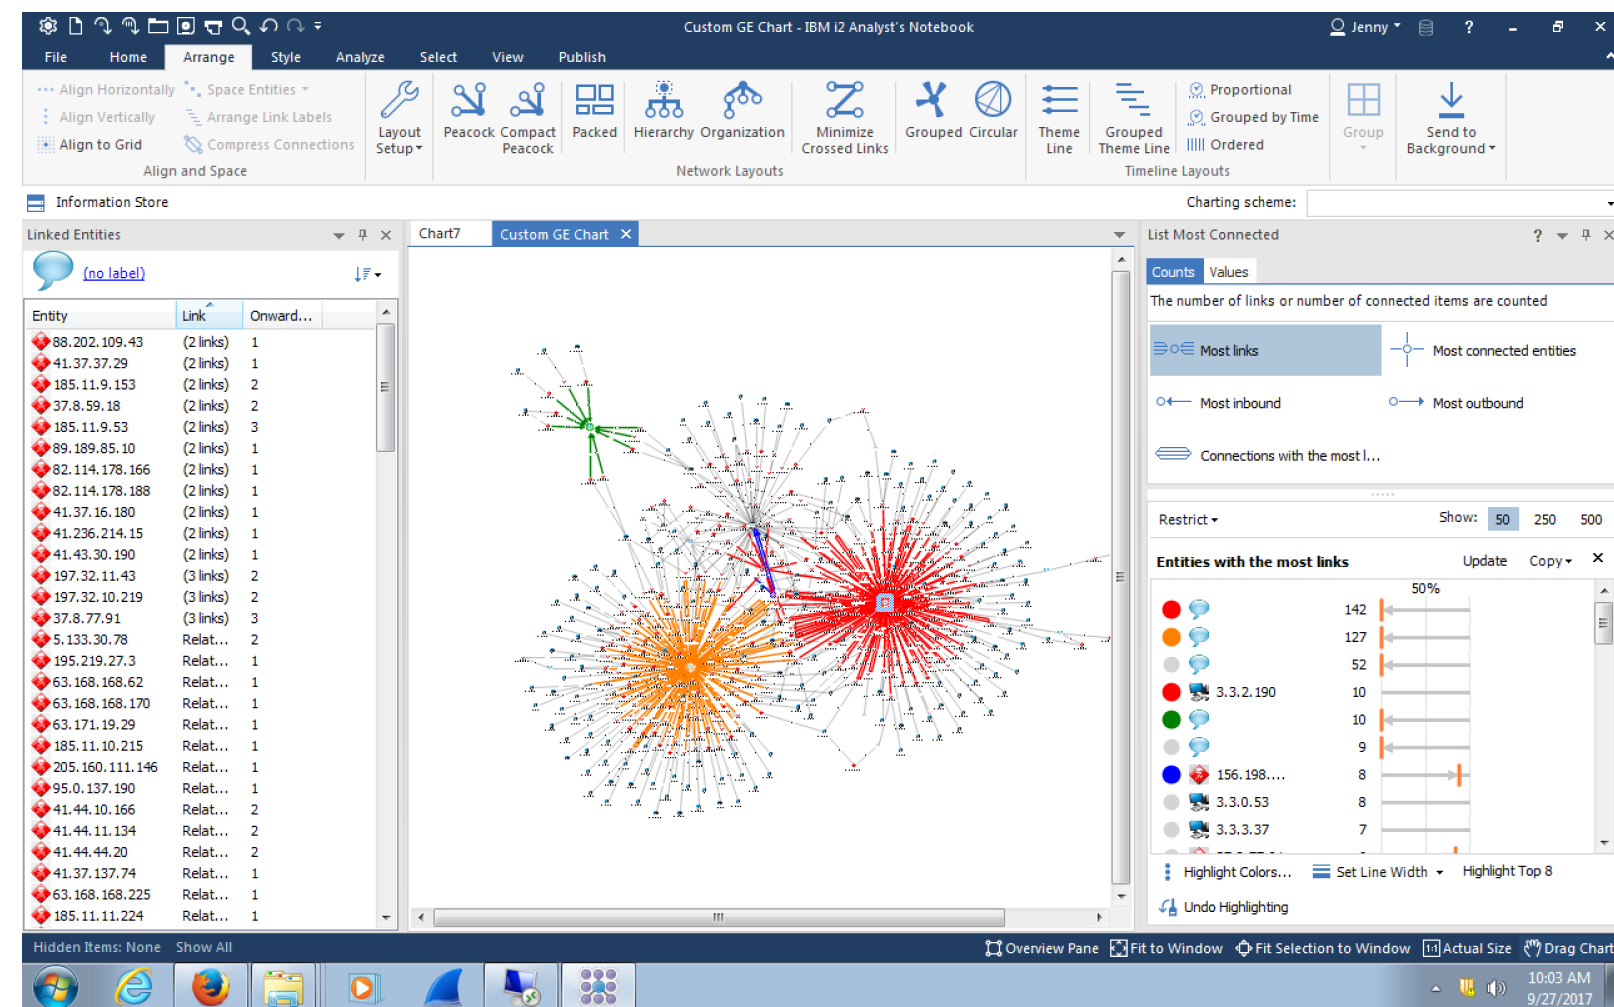 Custom GE Chart - IBM i2 Analyst's Notebook
Jenny
?
File Home Arrange Style Analyze Select View Publish
Align Horizontally
Space Entities
Align Vertically
Arrange Link Labels
Align to Grid
Compress Connections
Align and Space
Layout Setup
Peacock
Compact Peacock
Packed
Hierarchy
Organization
Minimize Crossed Links
Grouped
Circular
Network Layouts
Theme Line
Grouped Theme Line
Proportional
Grouped by Time
Ordered
Timeline Layouts
Group
Send to Background
Information Store
Charting scheme:
Linked Entities
(no label)
Entity Link Onward...
88.202.109.43 (2 links) 1
41.37.37.29 (2 links) 1
185.11.9.153 (2 links) 2
37.8.59.18 (2 links) 2
185.11.9.53 (2 links) 3
89.189.85.10 (2 links) 1
82.114.178.166 (2 links) 1
82.114.178.188 (2 links) 1
41.37.16.180 (2 links) 1
41.236.214.15 (2 links) 1
41.43.30.190 (2 links) 1
197.32.11.43 (3 links) 2
197.32.10.219 (3 links) 2
37.8.77.91 (3 links) 3
5.133.30.78 Relat... 2
195.219.27.3 Relat... 1
63.168.168.62 Relat... 1
63.168.168.170 Relat... 1
63.171.19.29 Relat... 1
185.11.10.215 Relat... 1
205.160.111.146 Relat... 1
95.0.137.190 Relat... 1
41.44.10.166 Relat... 2
41.44.11.134 Relat... 2
41.44.44.20 Relat... 2
41.37.137.74 Relat... 1
63.168.168.225 Relat... 1
185.11.11.224 Relat... 1
Chart7 Custom GE Chart
List Most Connected
?
Counts Values
The number of links or number of connected items are counted
Most links
Most connected entities
Most inbound
Most outbound
Connections with the most l...
Restrict
Show: 50 250 500
Entities with the most links Update Copy
50%
142
127
52
3.3.2.190 10
10
9
156.198.... 8
3.3.0.53 8
3.3.3.37 7
Highlight Colors... Set Line Width Highlight Top 8
Undo Highlighting
Hidden Items: None Show All
Overview Pane Fit to Window Fit Selection to Window 1:1 Actual Size Drag Chart
10:03 AM
9/27/2017